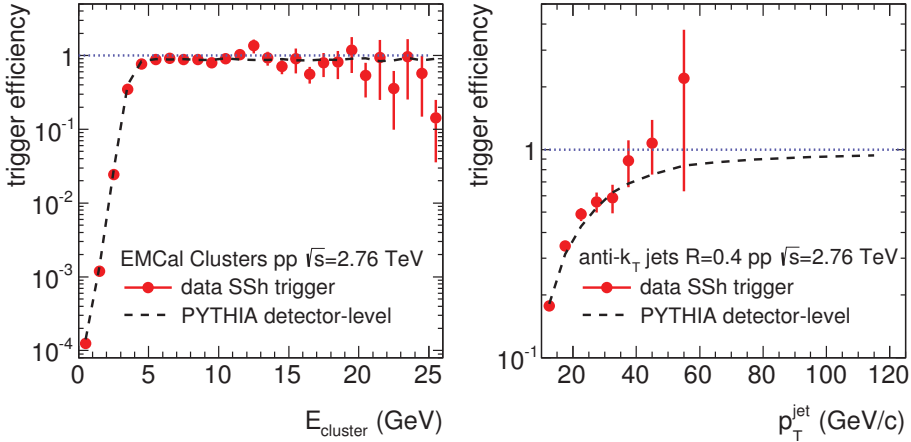 trigger efficiency
1
10⁻¹
10⁻²
10⁻³
10⁻⁴
EMCal Clusters pp √s=2.76 TeV
data SSh trigger
PYTHIA detector-level
0 5 10 15 20 25
E_cluster (GeV)
trigger efficiency
1
10⁻¹
anti-k_T jets R=0.4 pp √s=2.76 TeV
data SSh trigger
PYTHIA detector-level
20 40 60 80 100 120
p_T^jet (GeV/c)